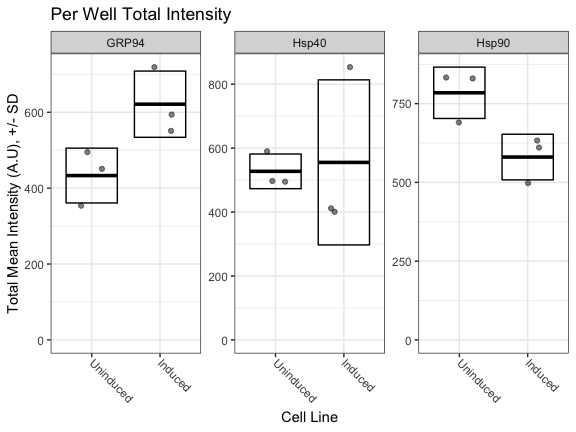 Per Well Total Intensity
GRP94
Hsp40
Hsp90
Total Mean Intensity (A.U), +/- SD
600
400
200
0
800
600
400
200
0
750
500
250
0
Uninduced
Induced
Uninduced
Induced
Uninduced
Induced
Cell Line